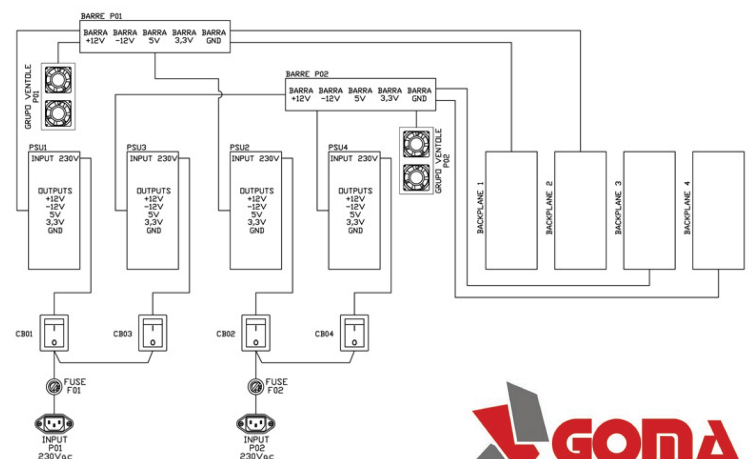 BARRE P01
BARRA BARRA BARRA BARRA BARRA
+12V -12V 5V 3,3V GND
GRUPO VENTOLE
P01
BARRE P02
BARRA BARRA BARRA BARRA BARRA
+12V -12V 5V 3,3V GND
GRUPO VENTOLE
P02
PSU1
INPUT 230V
OUTPUTS
+12V
-12V
5V
3,3V
GND
PSU3
INPUT 230V
OUTPUTS
+12V
-12V
5V
3,3V
GND
PSU2
INPUT 230V
OUTPUTS
+12V
-12V
5V
3,3V
GND
PSU4
INPUT 230V
OUTPUTS
+12V
-12V
5V
3,3V
GND
BACKPLANE 1
BACKPLANE 2
BACKPLANE 3
BACKPLANE 4
CB01
CB03
CB02
CB04
FUSE
F01
FUSE
F02
INPUT
P01
230VAC
INPUT
P02
230VAC
GOMA